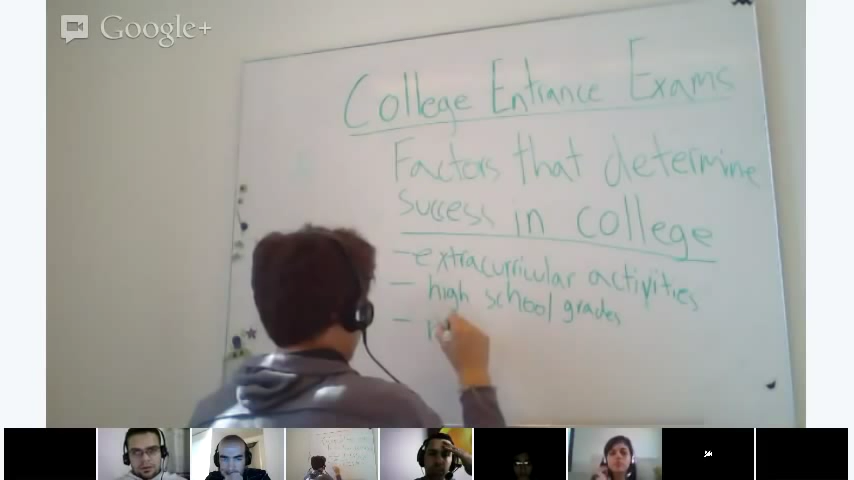 Google+
College Entrance Exams
Factors that determine
success in college
- extracurricular activities
- high school grades
-